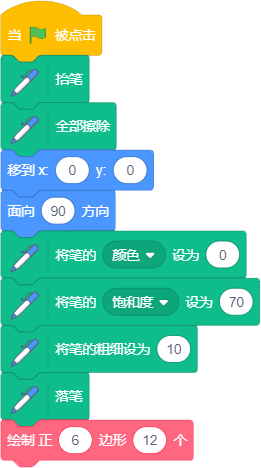 当 被点击
抬笔
全部擦除
移到 x: 0 y: 0
面向 90 方向
将笔的 颜色 设为 0
将笔的 饱和度 设为 70
将笔的粗细设为 10
落笔
绘制 正 6 边形 12 个